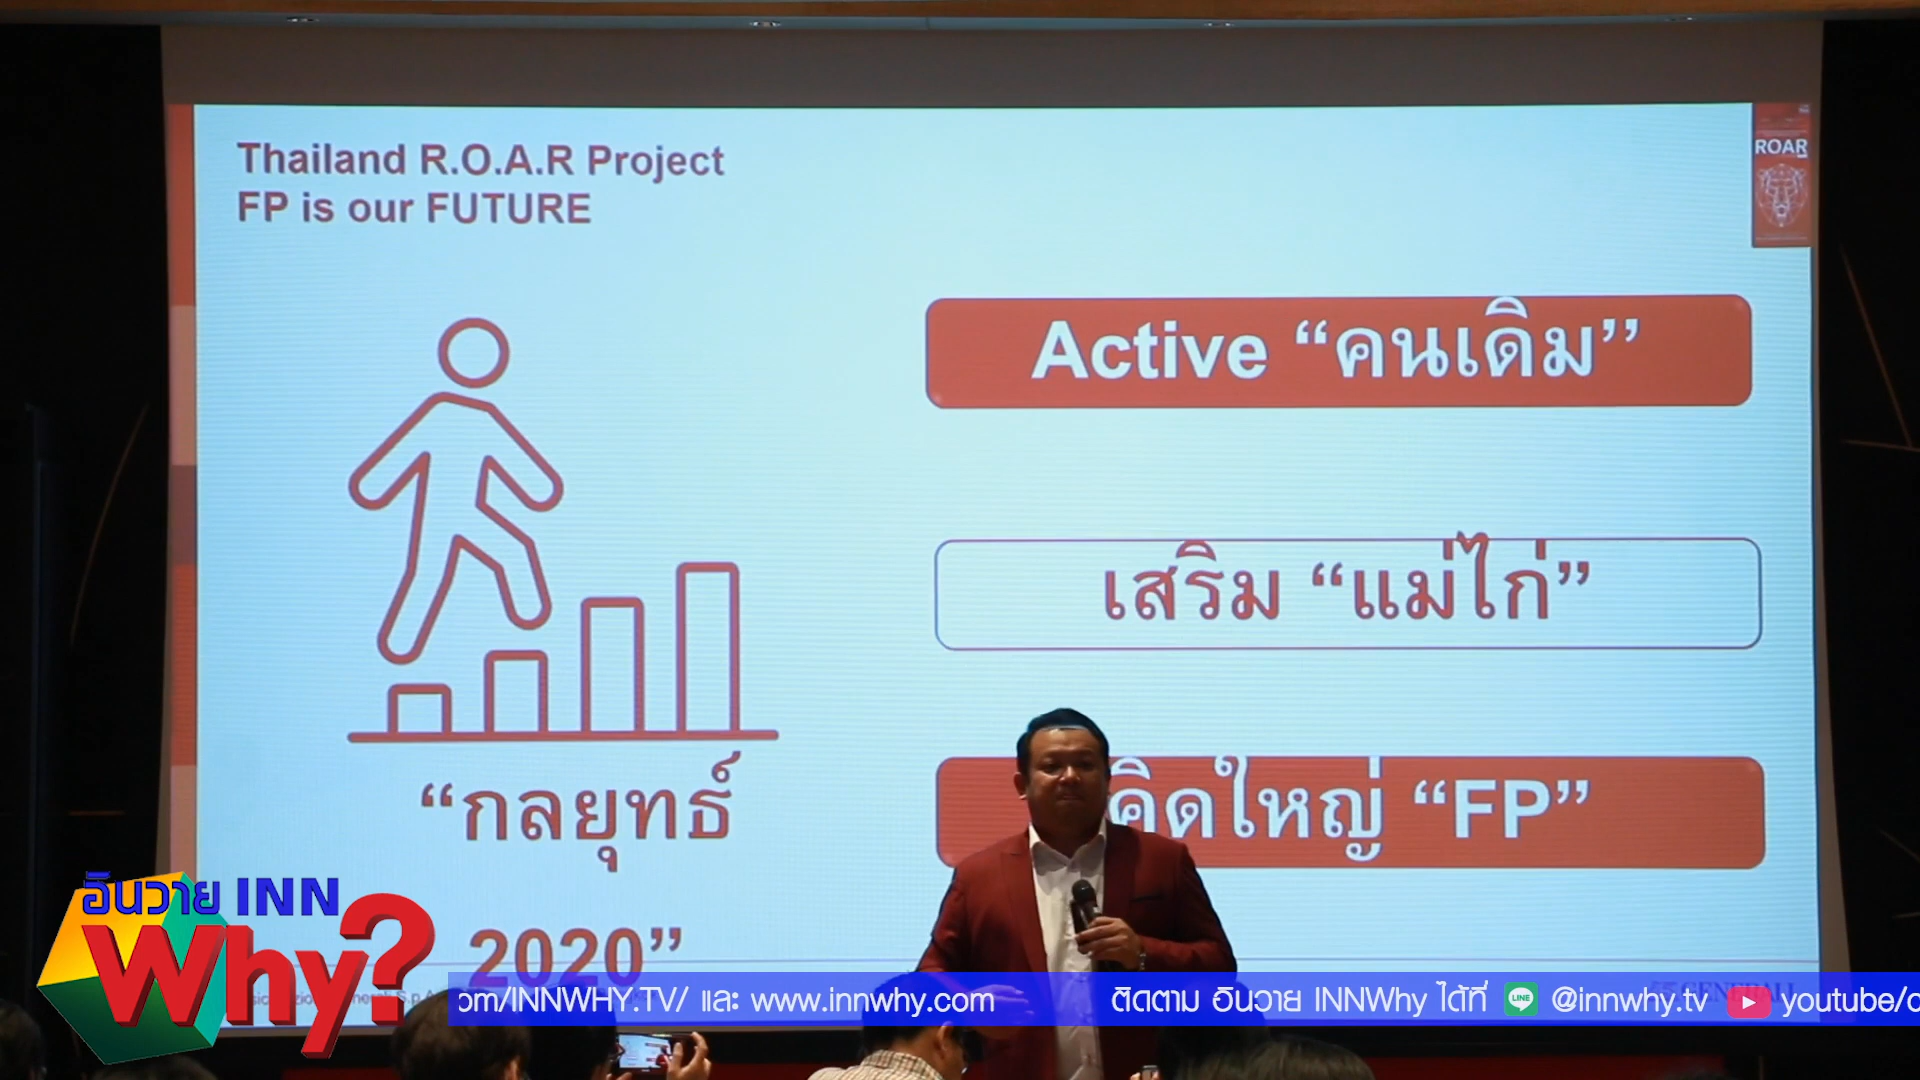 Thailand R.O.A.R Project
FP is our FUTURE
ROAR
Active “คนเดิม”
เสริม “แม่ไก่”
คิดใหญ่ “FP”
“กลยุทธ์
2020”
อินวาย INN
Why?
om/INNWHY.TV/ และ www.innwhy.com ติดตาม อินวาย INNWhy ได้ที่ LINE @innwhy.tv youtube/c
GENERALI